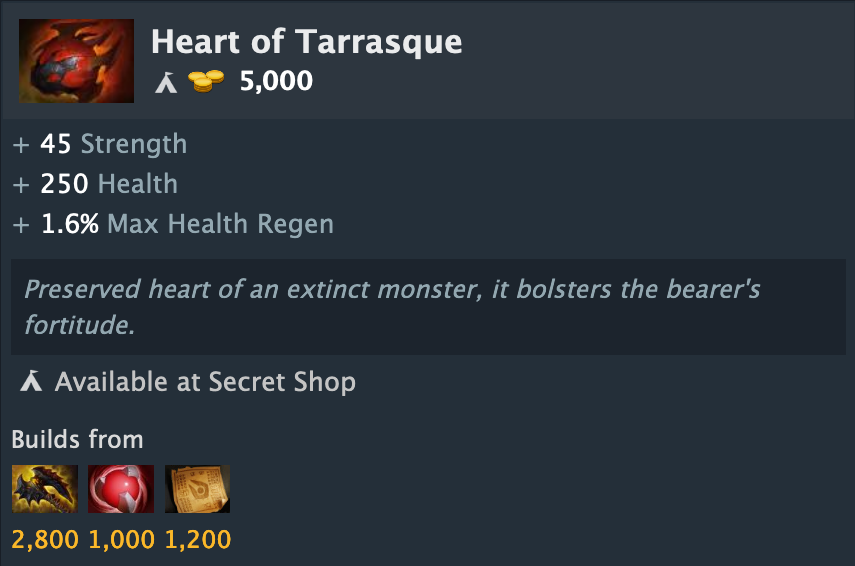 Heart of Tarrasque
5,000
+ 45 Strength
+ 250 Health
+ 1.6% Max Health Regen
Preserved heart of an extinct monster, it bolsters the bearer's
fortitude.
Available at Secret Shop
Builds from
2,800 1,000 1,200